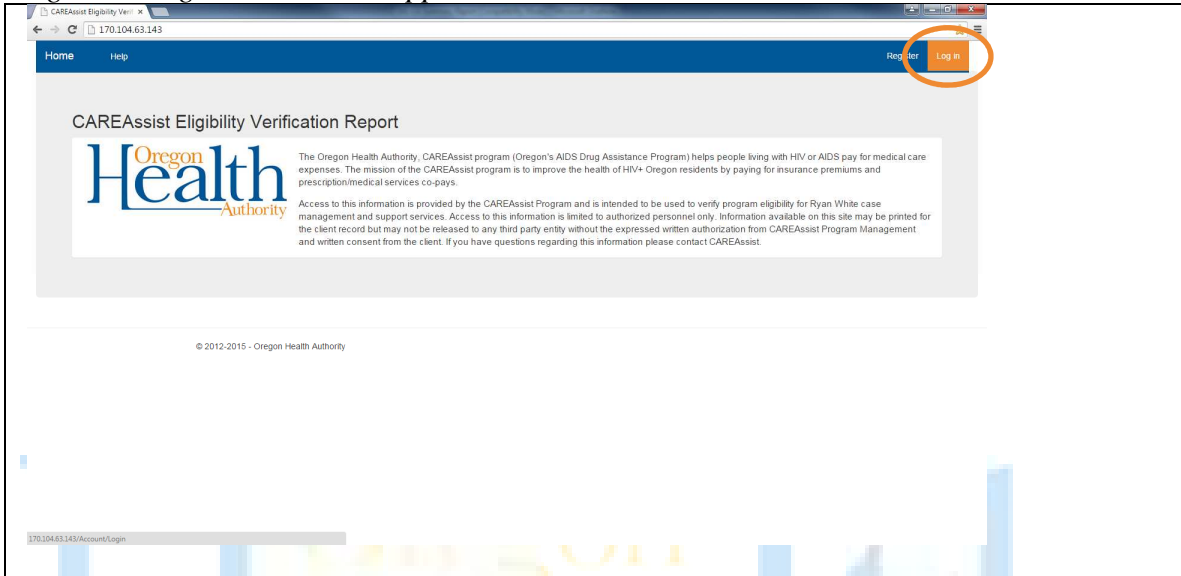 CAREAssist Eligibility Veri
170.104.63.143
Home Help Register Log in
CAREAssist Eligibility Verification Report
Oregon
Health
Authority
The Oregon Health Authority, CAREAssist program (Oregon's AIDS Drug Assistance Program) helps people living with HIV or AIDS pay for medical care
expenses. The mission of the CAREAssist program is to improve the health of HIV+ Oregon residents by paying for insurance premiums and
prescription/medical services co-pays.
Access to this information is provided by the CAREAssist Program and is intended to be used to verify program eligibility for Ryan White case
management and support services. Access to this information is limited to authorized personnel only. Information available on this site may be printed for
the client record but may not be released to any third party entity without the expressed written authorization from CAREAssist Program Management
and written consent from the client. If you have questions regarding this information please contact CAREAssist.
© 2012-2015 - Oregon Health Authority
170.104.63.143/Account/Login